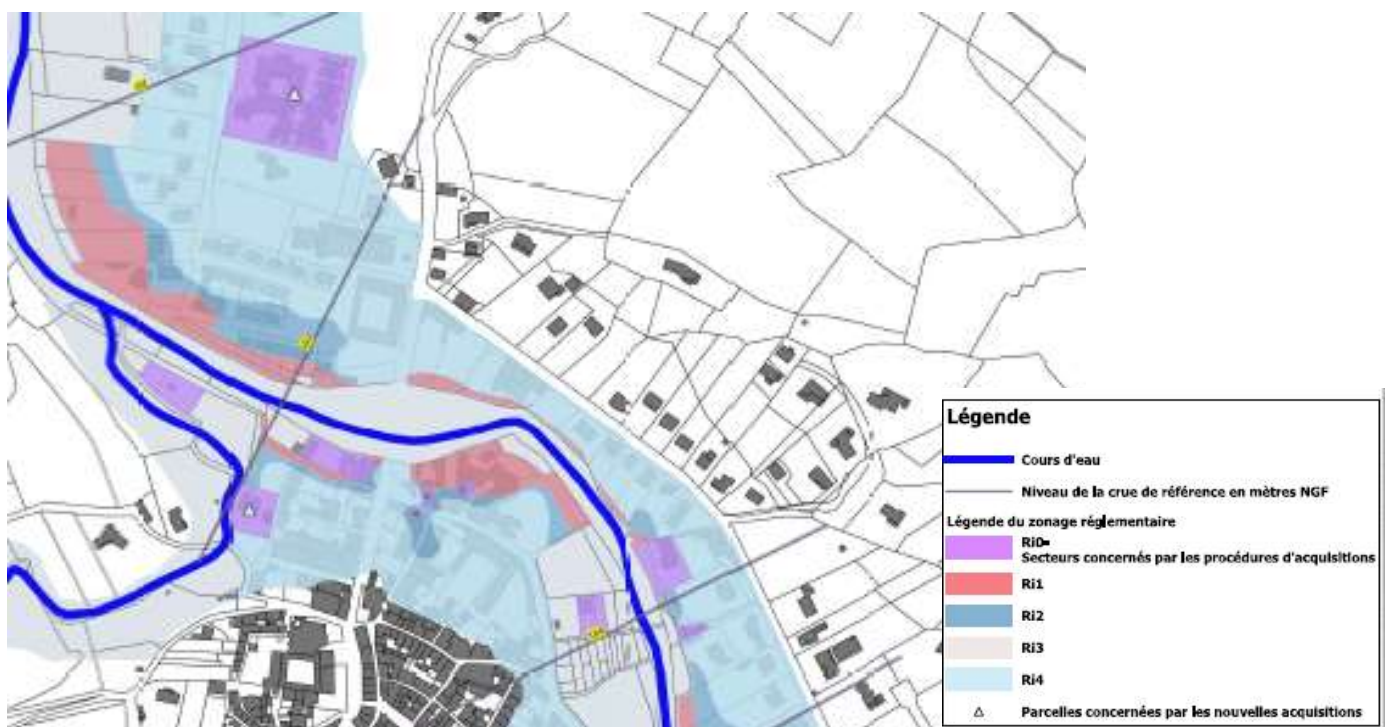 Légende
Cours d'eau
Niveau de la crue de référence en mètres NGF
Légende du zonage réglementaire
Ri0
Secteurs concernés par les procédures d'acquisitions
Ri1
Ri2
Ri3
Ri4
Parcelles concernées par les nouvelles acquisitions